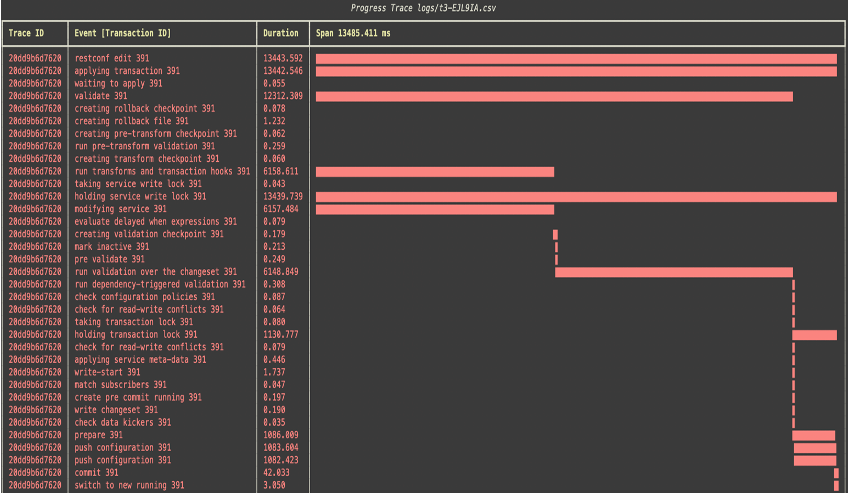 Progress Trace logs/t3-EJL9IA.csv
Trace ID Event [Transaction ID] Duration Span 13485.411 ms
20dd9b6d7620 restconf edit 391 13443.592
20dd9b6d7620 applying transaction 391 13442.546
20dd9b6d7620 waiting to apply 391 0.055
20dd9b6d7620 validate 391 12312.309
20dd9b6d7620 creating rollback checkpoint 391 0.078
20dd9b6d7620 creating rollback file 391 1.232
20dd9b6d7620 creating pre-transform checkpoint 391 0.062
20dd9b6d7620 run pre-transform validation 391 0.259
20dd9b6d7620 creating transform checkpoint 391 0.060
20dd9b6d7620 run transforms and transaction hooks 391 6158.611
20dd9b6d7620 taking service write lock 391 0.043
20dd9b6d7620 holding service write lock 391 13439.739
20dd9b6d7620 modifying service 391 6157.484
20dd9b6d7620 evaluate delayed when expressions 391 0.079
20dd9b6d7620 creating validation checkpoint 391 0.179
20dd9b6d7620 mark inactive 391 0.213
20dd9b6d7620 pre validate 391 0.249
20dd9b6d7620 run validation over the changeset 391 6148.849
20dd9b6d7620 run dependency-triggered validation 391 0.308
20dd9b6d7620 check configuration policies 391 0.087
20dd9b6d7620 check for read-write conflicts 391 0.064
20dd9b6d7620 taking transaction lock 391 0.080
20dd9b6d7620 holding transaction lock 391 1130.777
20dd9b6d7620 check for read-write conflicts 391 0.079
20dd9b6d7620 applying service meta-data 391 0.446
20dd9b6d7620 write-start 391 1.737
20dd9b6d7620 match subscribers 391 0.047
20dd9b6d7620 create pre commit running 391 0.197
20dd9b6d7620 write changeset 391 0.190
20dd9b6d7620 check data kickers 391 0.035
20dd9b6d7620 prepare 391 1086.009
20dd9b6d7620 push configuration 391 1083.604
20dd9b6d7620 push configuration 391 1082.423
20dd9b6d7620 commit 391 42.033
20dd9b6d7620 switch to new running 391 3.050